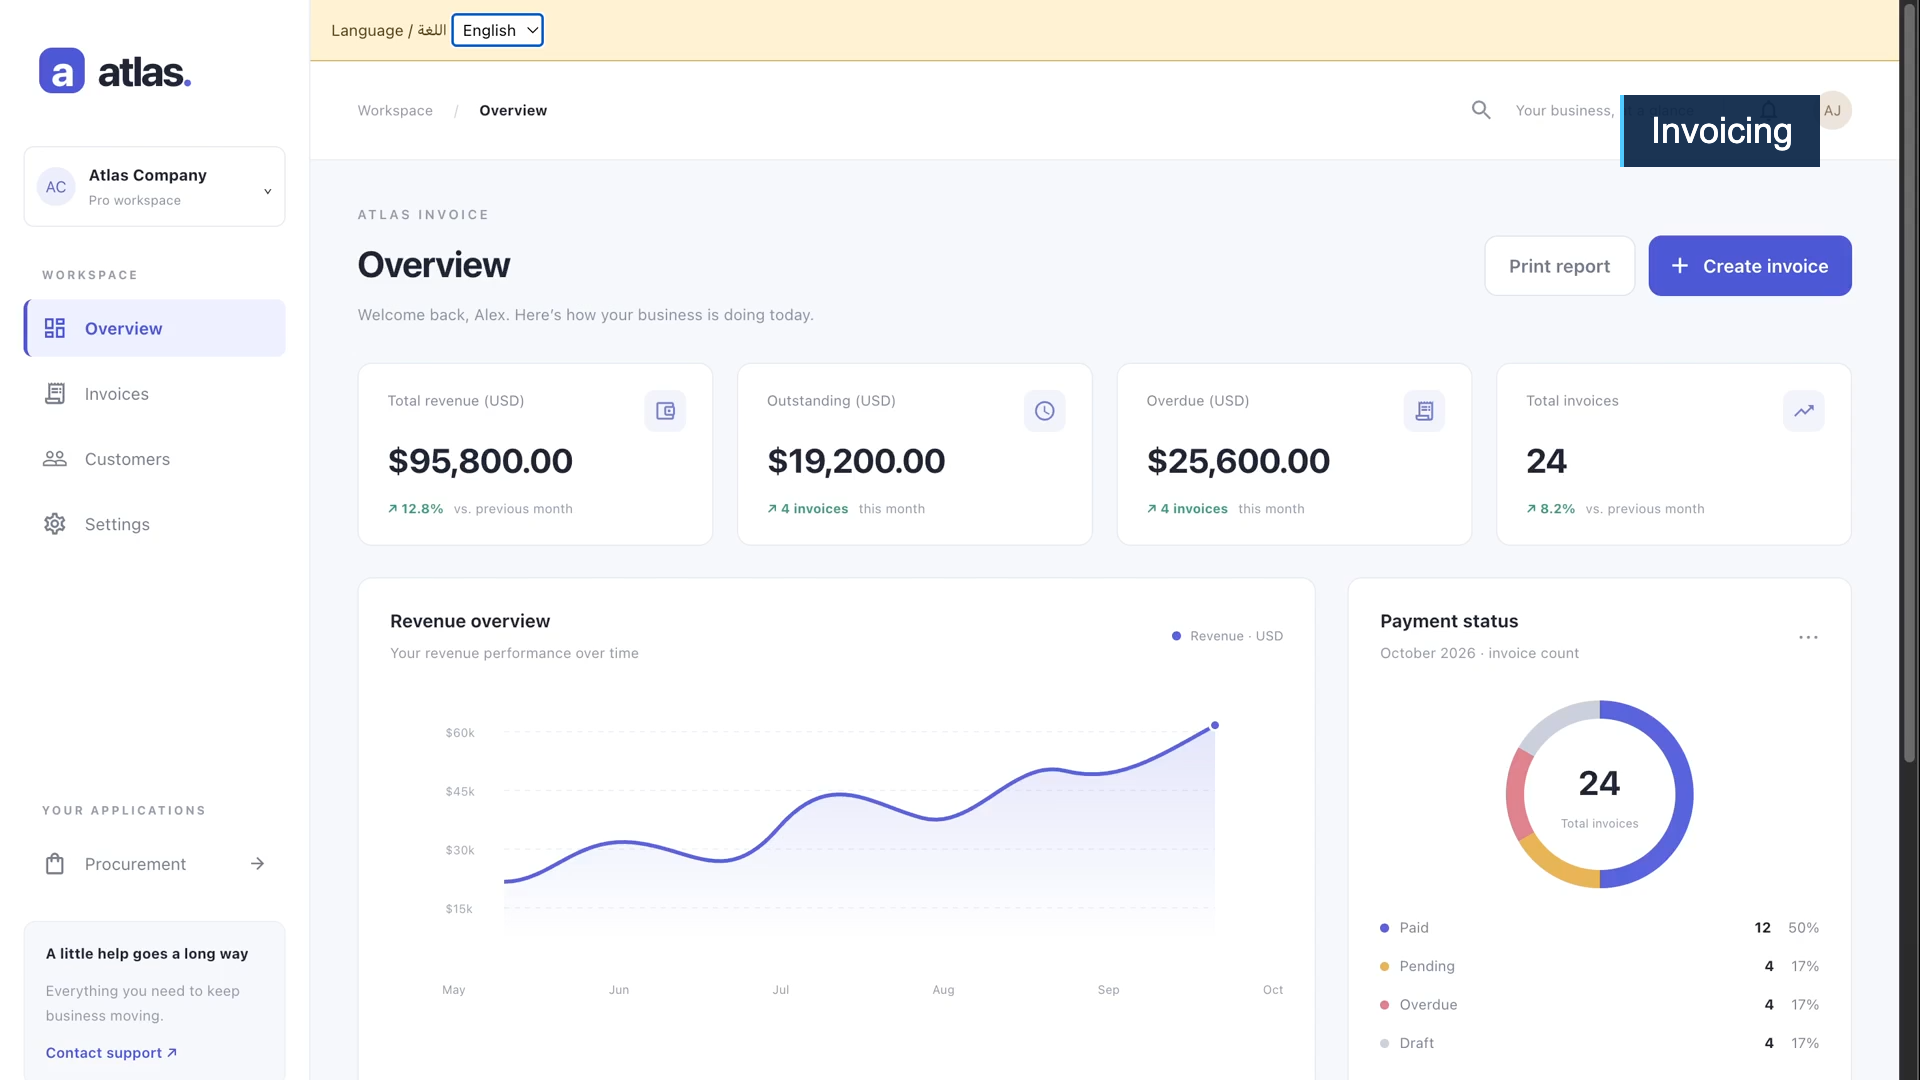 Language / اللغة English
a atlas.
Workspace / Overview
Your business,
AJ
Invoicing
AC Atlas Company
Pro workspace
WORKSPACE
Overview
Invoices
Customers
Settings
YOUR APPLICATIONS
Procurement
A little help goes a long way
Everything you need to keep
business moving.
Contact support
ATLAS INVOICE
Overview
Welcome back, Alex. Here’s how your business is doing today.
Print report
+ Create invoice
Total revenue (USD)
$95,800.00
12.8% vs. previous month
Outstanding (USD)
$19,200.00
4 invoices this month
Overdue (USD)
$25,600.00
4 invoices this month
Total invoices
24
8.2% vs. previous month
Revenue overview
Your revenue performance over time
Revenue · USD
$60k
$45k
$30k
$15k
May Jun Jul Aug Sep Oct
Payment status
October 2026 · invoice count
...
24
Total invoices
Paid 12 50%
Pending 4 17%
Overdue 4 17%
Draft 4 17%